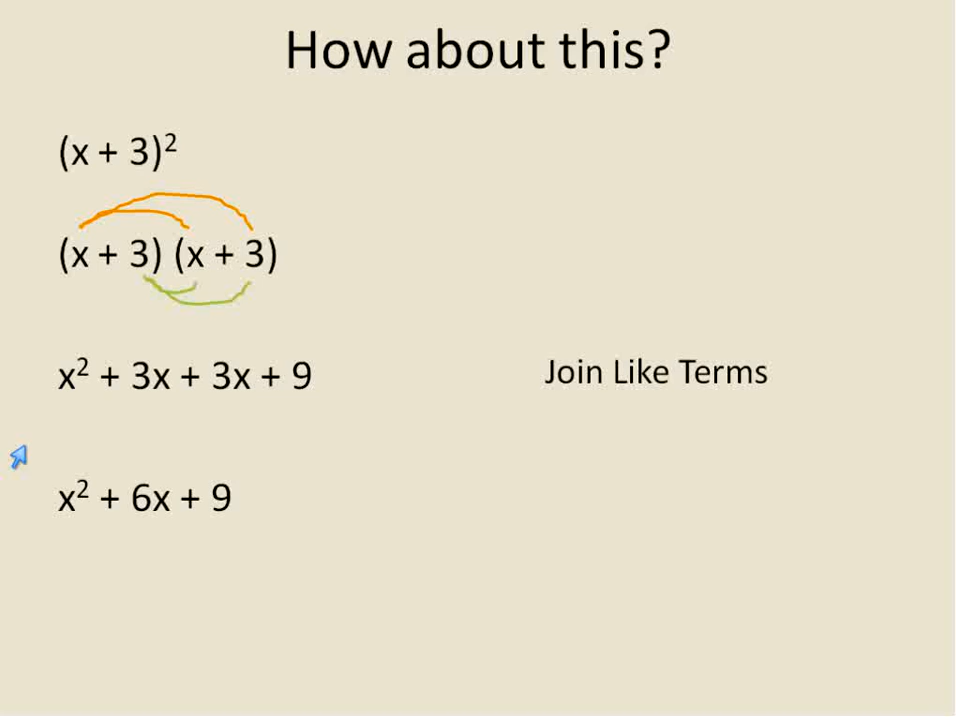 How about this?
(x + 3)²
(x + 3) (x + 3)
x² + 3x + 3x + 9
Join Like Terms
x² + 6x + 9